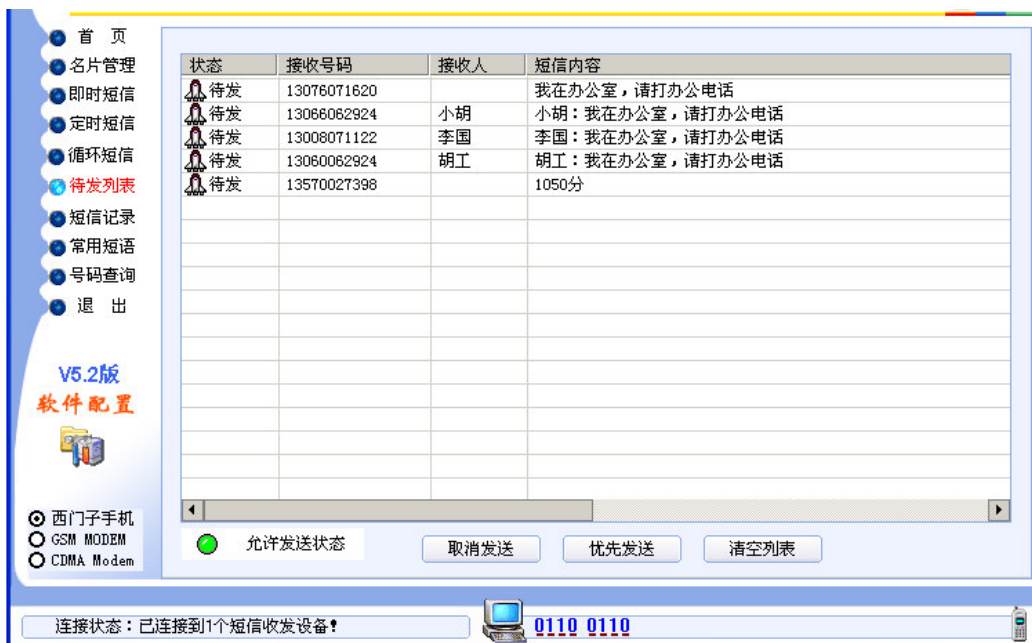 首 页
名片管理
即时短信
定时短信
循环短信
待发列表
短信记录
常用短语
号码查询
退 出
V5.2版
软件配置
西门子手机
GSM MODEM
CDMA Modem
状态 接收号码 接收人 短信内容
待发 13076071620 我在办公室，请打办公电话
待发 13066062924 小胡 小胡：我在办公室，请打办公电话
待发 13008071122 李国 李国：我在办公室，请打办公电话
待发 13060062924 胡工 胡工：我在办公室，请打办公电话
待发 13570027398 1050分
允许发送状态 取消发送 优先发送 清空列表
连接状态：已连接到1个短信收发设备！ 0110 0110